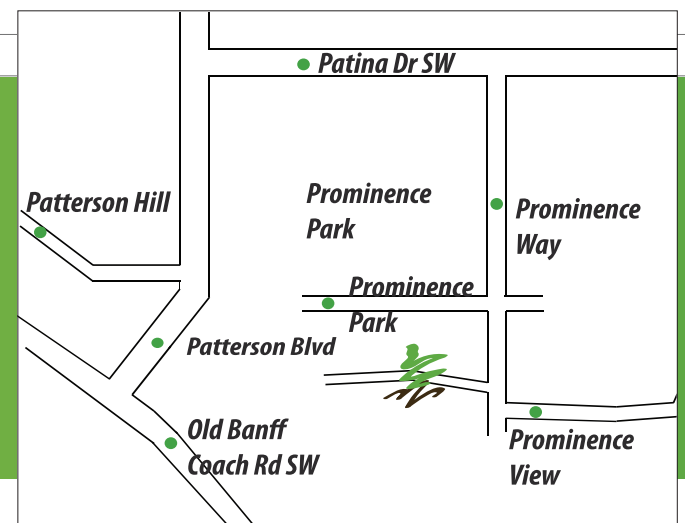 Patina Dr SW
Patterson Hill
Prominence
Park
Prominence
Way
Prominence
Park
Patterson Blvd
Old Banff
Coach Rd SW
Prominence
View